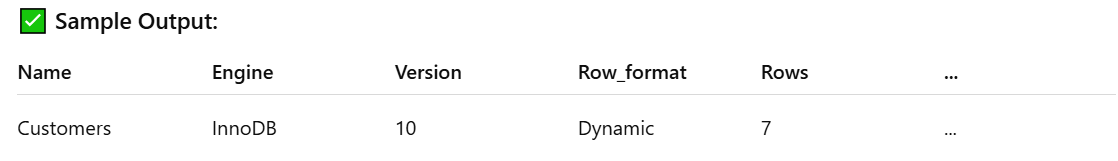 ✅ Sample Output:
Name Engine Version Row_format Rows ...
Customers InnoDB 10 Dynamic 7 ...